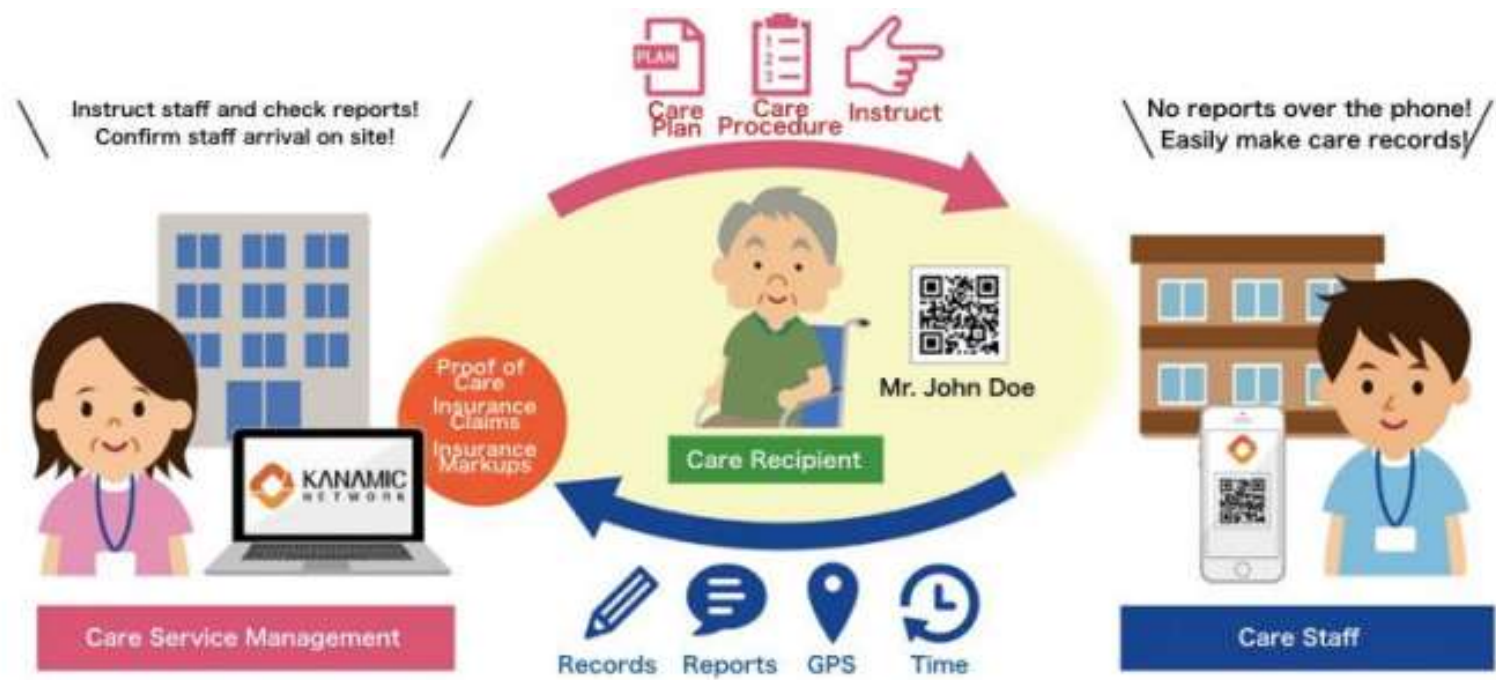 PLAN
Care
Plan
Care
Procedure
Instruct
Instruct staff and check reports!
Confirm staff arrival on site!
No reports over the phone!
Easily make care records!
Proof of
Care
Insurance
Claims
Insurance
Markups
KANAMIC
NETWORK
Mr. John Doe
Care Recipient
Care Service Management
Records
Reports
GPS
Time
Care Staff